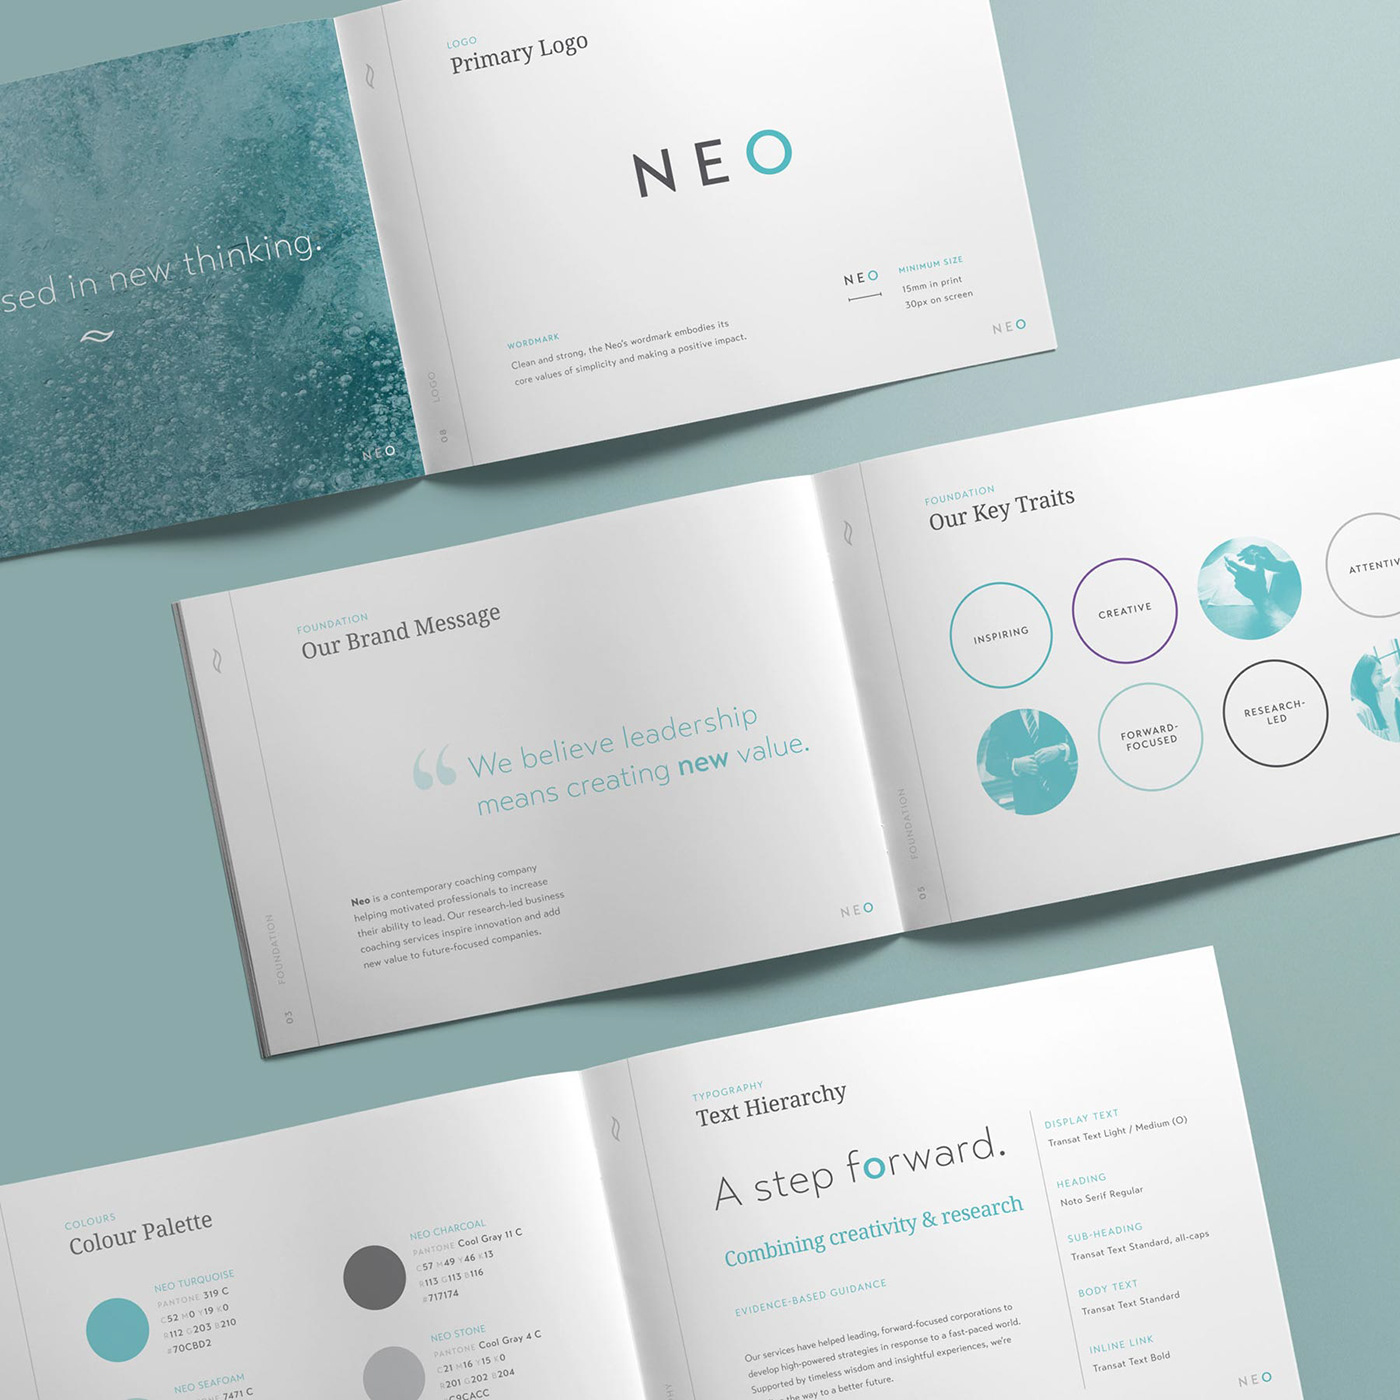 sed in new thinking.
NEO
LOGO
Primary Logo
NEO
NEO
MINIMUM SIZE
15mm in print
30px on screen
WORDMARK
Clean and strong, the Neo's wordmark embodies its
core values of simplicity and making a positive impact.
NEO
LOGO
08
FOUNDATION
Our Brand Message
“ We believe leadership
means creating new value.
Neo is a contemporary coaching company
helping motivated professionals to increase
their ability to lead. Our research-led business
coaching services inspire innovation and add
new value to future-focused companies.
NEO
FOUNDATION
03
FOUNDATION
Our Key Traits
INSPIRING
CREATIVE
ATTENTIV
FORWARD-
FOCUSED
RESEARCH-
LED
FOUNDATION
05
COLOURS
Colour Palette
NEO TURQUOISE
PANTONE 319 C
C52 M0 Y19 K0
R112 G203 B210
#70CBD2
NEO SEAFOAM
NE 7471 C
NEO CHARCOAL
PANTONE Cool Gray 11 C
C57 M49 Y46 K13
R113 G113 B116
#717174
NEO STONE
PANTONE Cool Gray 4 C
C21 M16 Y15 K0
R201 G202 B204
C9CACC
TYPOGRAPHY
Text Hierarchy
A step forward.
Combining creativity & research
EVIDENCE-BASED GUIDANCE
Our services have helped leading, forward-focused corporations to
develop high-powered strategies in response to a fast-paced world.
Supported by timeless wisdom and insightful experiences, we're
the way to a better future.
DISPLAY TEXT
Transat Text Light / Medium (O)
HEADING
Noto Serif Regular
SUB-HEADING
Transat Text Standard, all-caps
BODY TEXT
Transat Text Standard
INLINE LINK
Transat Text Bold
NEO